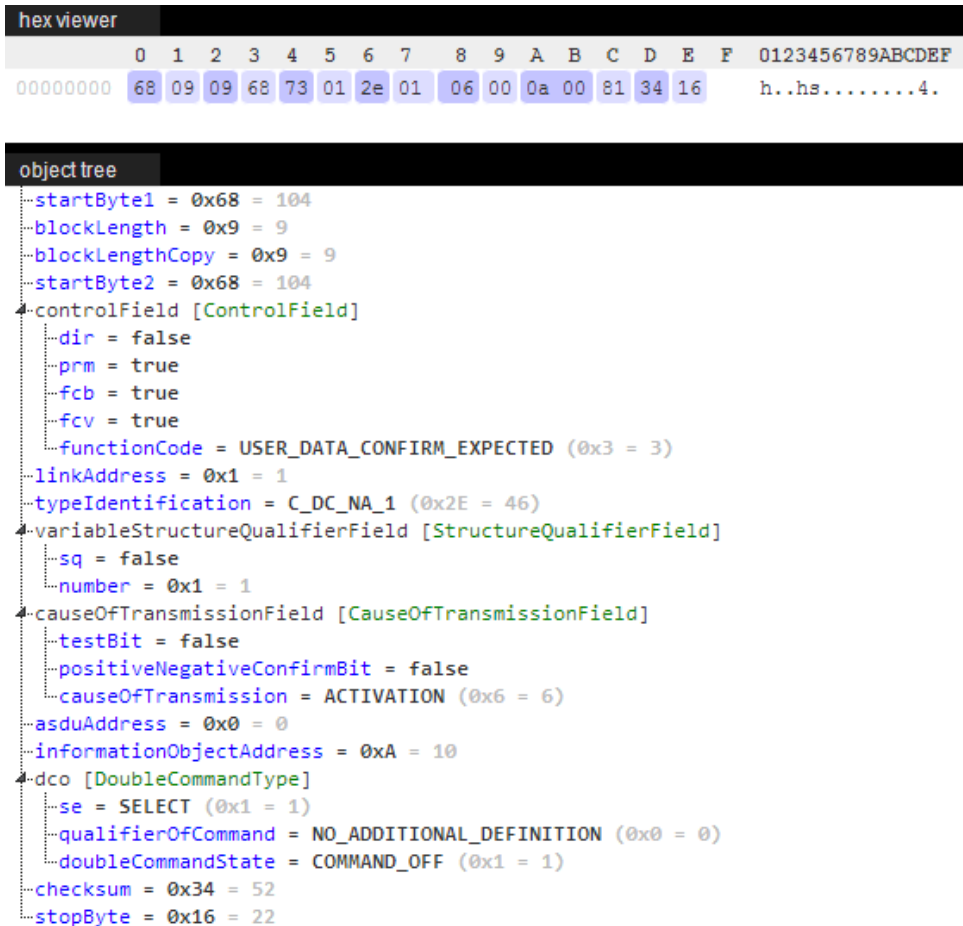 hex viewer
0 1 2 3 4 5 6 7 8 9 A B C D E F 0123456789ABCDEF
00000000 68 09 09 68 73 01 2e 01 06 00 0a 00 81 34 16 h..hs........4.
object tree
startByte1 = 0x68 = 104
blockLength = 0x9 = 9
blockLengthCopy = 0x9 = 9
startByte2 = 0x68 = 104
controlField [ControlField]
dir = false
prm = true
fcb = true
fcv = true
functionCode = USER_DATA_CONFIRM_EXPECTED (0x3 = 3)
linkAddress = 0x1 = 1
typeIdentification = C_DC_NA_1 (0x2E = 46)
variableStructureQualifierField [StructureQualifierField]
sq = false
number = 0x1 = 1
causeOfTransmissionField [CauseOfTransmissionField]
testBit = false
positiveNegativeConfirmBit = false
causeOfTransmission = ACTIVATION (0x6 = 6)
asduAddress = 0x0 = 0
informationObjectAddress = 0xA = 10
dco [DoubleCommandType]
se = SELECT (0x1 = 1)
qualifierOfCommand = NO_ADDITIONAL_DEFINITION (0x0 = 0)
doubleCommandState = COMMAND_OFF (0x1 = 1)
checksum = 0x34 = 52
stopByte = 0x16 = 22